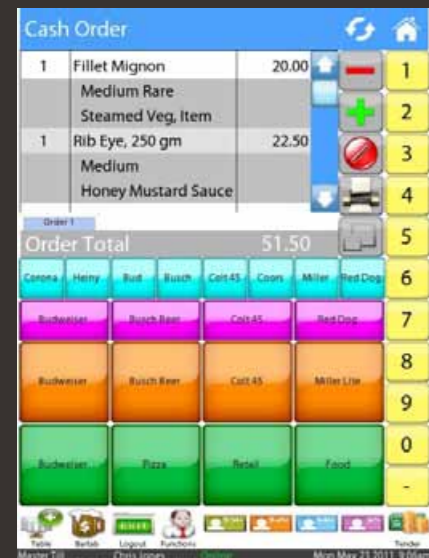 Cash Order
1 Fillet Mignon 20.00
Medium Rare
Steamed Veg, Item
1 Rib Eye, 250 gm 22.50
Medium
Honey Mustard Sauce
Order 1
Order Total 51.50
1
2
3
4
5
6
7
8
9
0
-
Corona Heiny Bud Busch Colt 45 Coors Miller Red Dog
Budweiser Busch Beer Colt 45 Red Dog
Budweiser Busch Beer Colt 45 Miller Lite
Budweiser Pizza Retail Food
Table Bartab Logout Functions Tender
Master Till Chris Jones Online Mon May 23 2011 9:06am